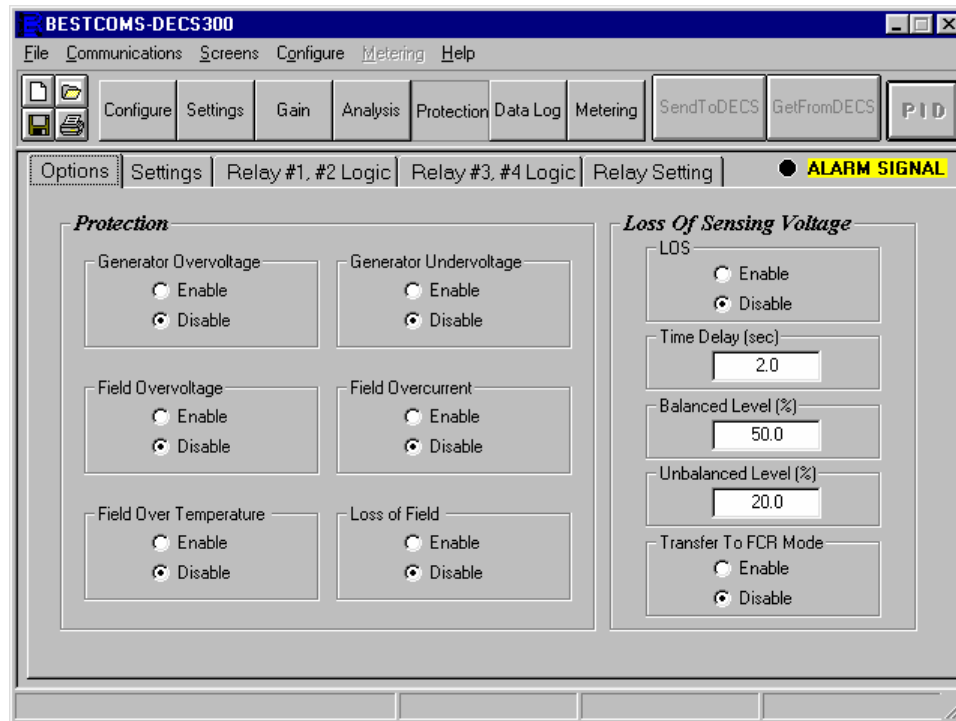 BESTCOMS-DECS300
File Communications Screens Configure Metering Help
Configure Settings Gain Analysis Protection Data Log Metering SendToDECS GetFromDECS PID
Options Settings Relay #1, #2 Logic Relay #3, #4 Logic Relay Setting ALARM SIGNAL
Protection
Generator Overvoltage
Enable
Disable
Generator Undervoltage
Enable
Disable
Field Overvoltage
Enable
Disable
Field Overcurrent
Enable
Disable
Field Over Temperature
Enable
Disable
Loss of Field
Enable
Disable
Loss Of Sensing Voltage
LOS
Enable
Disable
Time Delay (sec)
2.0
Balanced Level (%)
50.0
Unbalanced Level (%)
20.0
Transfer To FCR Mode
Enable
Disable